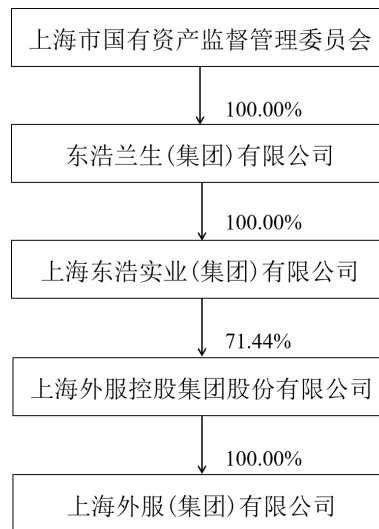 上海市国有资产监督管理委员会
100.00%
东浩兰生(集团)有限公司
100.00%
上海东浩实业(集团)有限公司
71.44%
上海外服控股集团股份有限公司
100.00%
上海外服(集团)有限公司